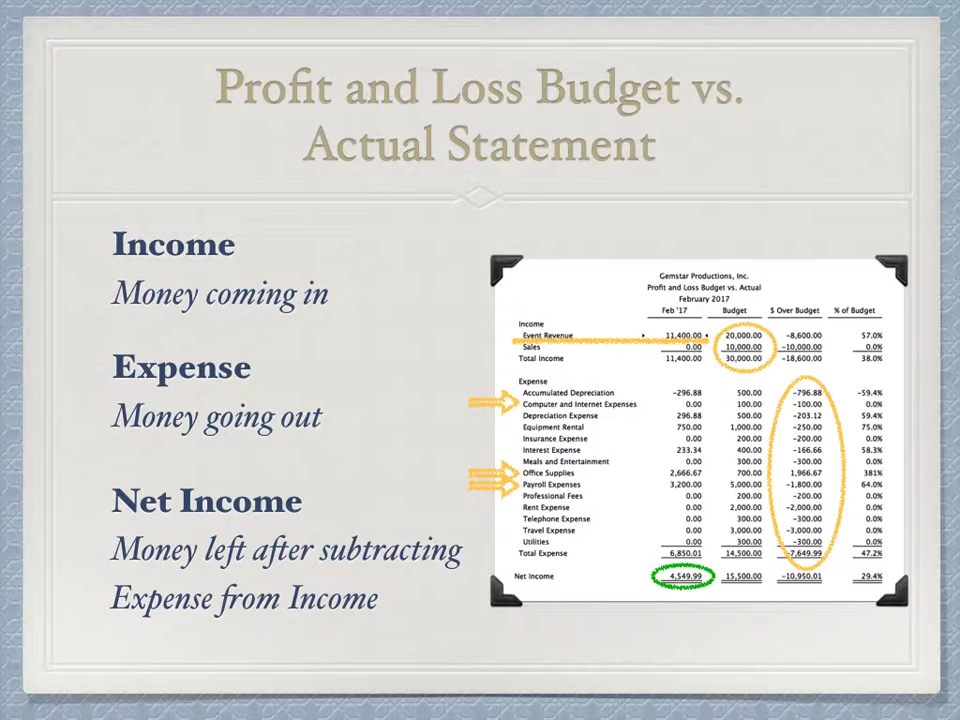 Profit and Loss Budget vs.
Actual Statement
Income
Money coming in
Expense
Money going out
Net Income
Money left after subtracting
Expense from Income
Gemstar Productions, Inc.
Profit and Loss Budget vs. Actual
February 2017
Feb '17 Budget $ Over Budget % of Budget
Income
Event Revenue 11,400.00 20,000.00 -8,600.00 57.0%
Sales 0.00 10,000.00 -10,000.00 0.0%
Total Income 11,400.00 30,000.00 -18,600.00 38.0%
Expense
Accumulated Depreciation -296.88 500.00 -796.88 -59.4%
Computer and Internet Expenses 0.00 100.00 -100.00 0.0%
Depreciation Expense 296.88 500.00 -203.12 59.4%
Equipment Rental 750.00 1,000.00 -250.00 75.0%
Insurance Expense 0.00 200.00 -200.00 0.0%
Interest Expense 233.34 400.00 -166.66 58.3%
Meals and Entertainment 0.00 300.00 -300.00 0.0%
Office Supplies 2,666.67 700.00 1,966.67 381%
Payroll Expenses 3,200.00 5,000.00 -1,800.00 64.0%
Professional Fees 0.00 200.00 -200.00 0.0%
Rent Expense 0.00 2,000.00 -2,000.00 0.0%
Telephone Expense 0.00 300.00 -300.00 0.0%
Travel Expense 0.00 3,000.00 -3,000.00 0.0%
Utilities 0.00 300.00 -300.00 0.0%
Total Expense 6,850.01 14,500.00 -7,649.99 47.2%
Net Income 4,549.99 15,500.00 -10,950.01 29.4%